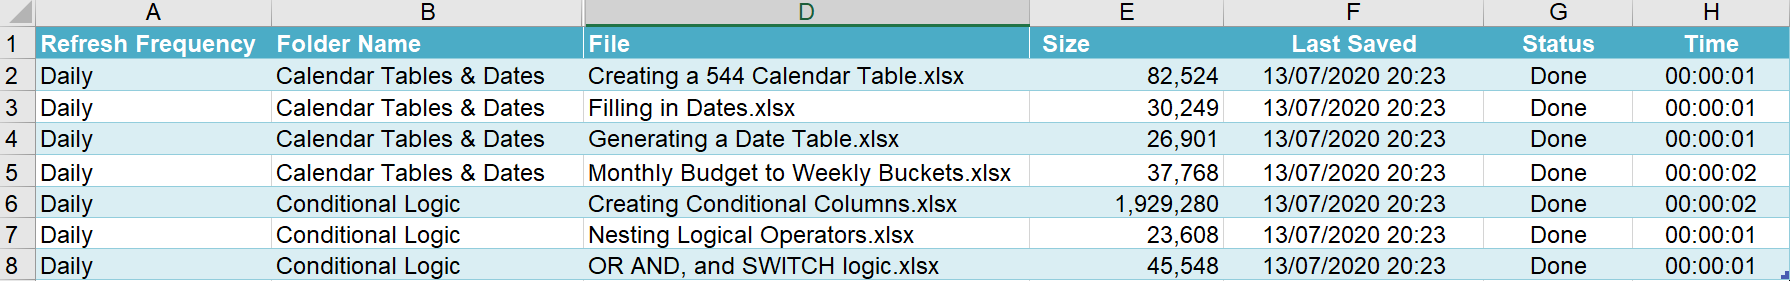 A B D E F G H
1 Refresh Frequency Folder Name File Size Last Saved Status Time
2 Daily Calendar Tables & Dates Creating a 544 Calendar Table.xlsx 82,524 13/07/2020 20:23 Done 00:00:01
3 Daily Calendar Tables & Dates Filling in Dates.xlsx 30,249 13/07/2020 20:23 Done 00:00:01
4 Daily Calendar Tables & Dates Generating a Date Table.xlsx 26,901 13/07/2020 20:23 Done 00:00:01
5 Daily Calendar Tables & Dates Monthly Budget to Weekly Buckets.xlsx 37,768 13/07/2020 20:23 Done 00:00:02
6 Daily Conditional Logic Creating Conditional Columns.xlsx 1,929,280 13/07/2020 20:23 Done 00:00:02
7 Daily Conditional Logic Nesting Logical Operators.xlsx 23,608 13/07/2020 20:23 Done 00:00:01
8 Daily Conditional Logic OR AND, and SWITCH logic.xlsx 45,548 13/07/2020 20:23 Done 00:00:01